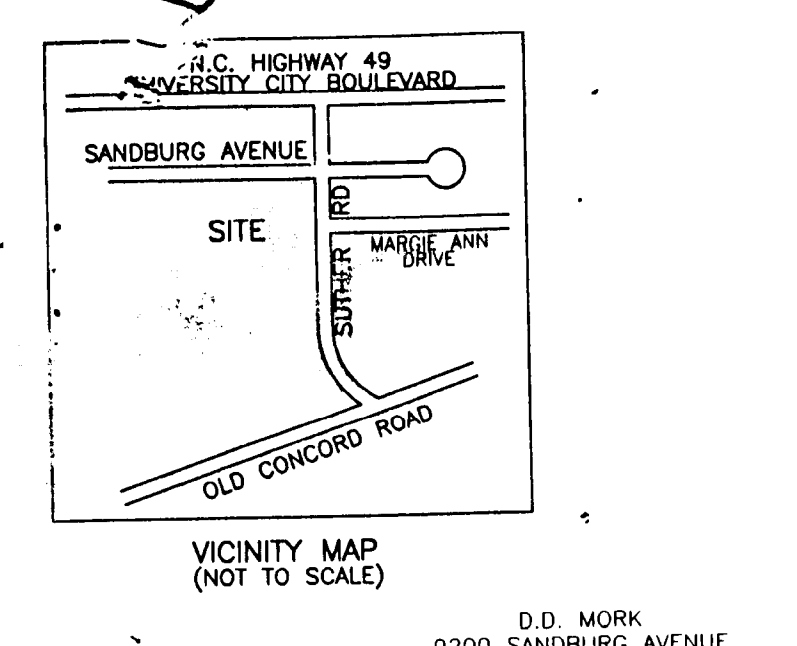 N.C. HIGHWAY 49
UNIVERSITY CITY BOULEVARD
SANDBURG AVENUE
SUTHER RD
SITE
MARGIE ANN
DRIVE
OLD CONCORD ROAD
VICINITY MAP
(NOT TO SCALE)
D.D. MORK
9200 SANDBURG AVENUE